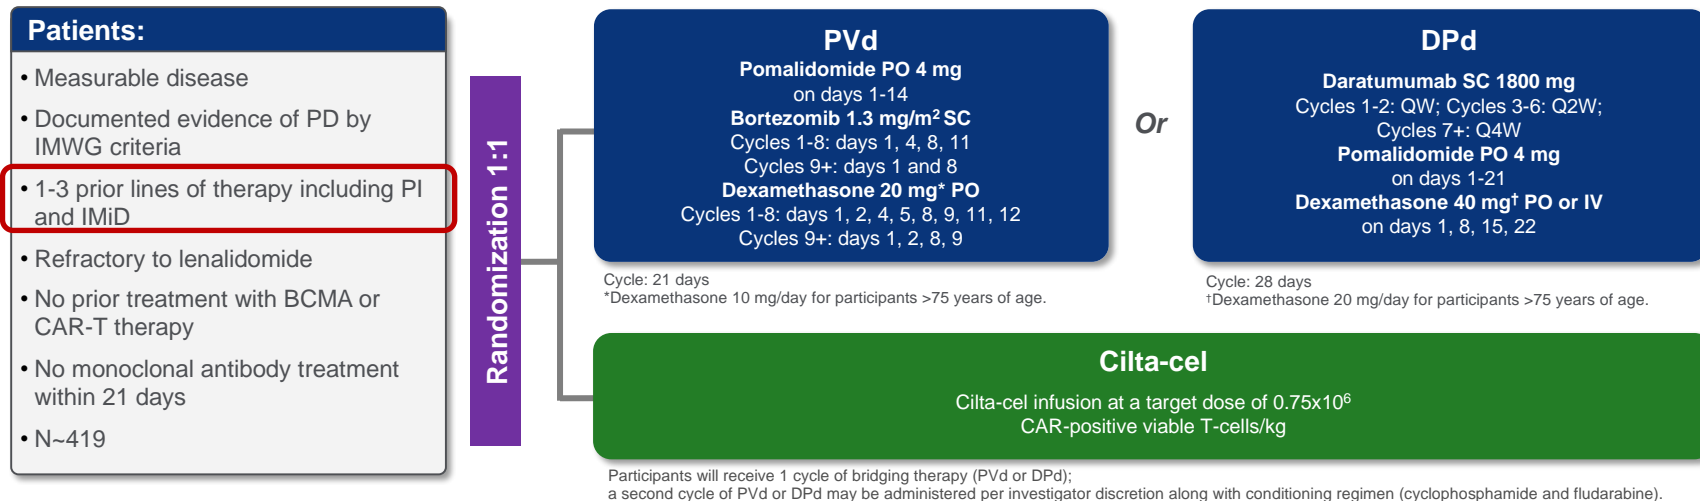 Patients:
• Measurable disease
• Documented evidence of PD by
IMWG criteria
• 1-3 prior lines of therapy including PI
and IMiD
• Refractory to lenalidomide
• No prior treatment with BCMA or
CAR-T therapy
• No monoclonal antibody treatment
within 21 days
• N~419
Randomization 1:1
PVd
Pomalidomide PO 4 mg
on days 1-14
Bortezomib 1.3 mg/m² SC
Cycles 1-8: days 1, 4, 8, 11
Cycles 9+: days 1 and 8
Dexamethasone 20 mg* PO
Cycles 1-8: days 1, 2, 4, 5, 8, 9, 11, 12
Cycles 9+: days 1, 2, 8, 9
Cycle: 21 days
*Dexamethasone 10 mg/day for participants >75 years of age.
Or
DPd
Daratumumab SC 1800 mg
Cycles 1-2: QW; Cycles 3-6: Q2W;
Cycles 7+: Q4W
Pomalidomide PO 4 mg
on days 1-21
Dexamethasone 40 mg† PO or IV
on days 1, 8, 15, 22
Cycle: 28 days
†Dexamethasone 20 mg/day for participants >75 years of age.
Cilta-cel
Cilta-cel infusion at a target dose of 0.75x10⁶
CAR-positive viable T-cells/kg
Participants will receive 1 cycle of bridging therapy (PVd or DPd);
a second cycle of PVd or DPd may be administered per investigator discretion along with conditioning regimen (cyclophosphamide and fludarabine).